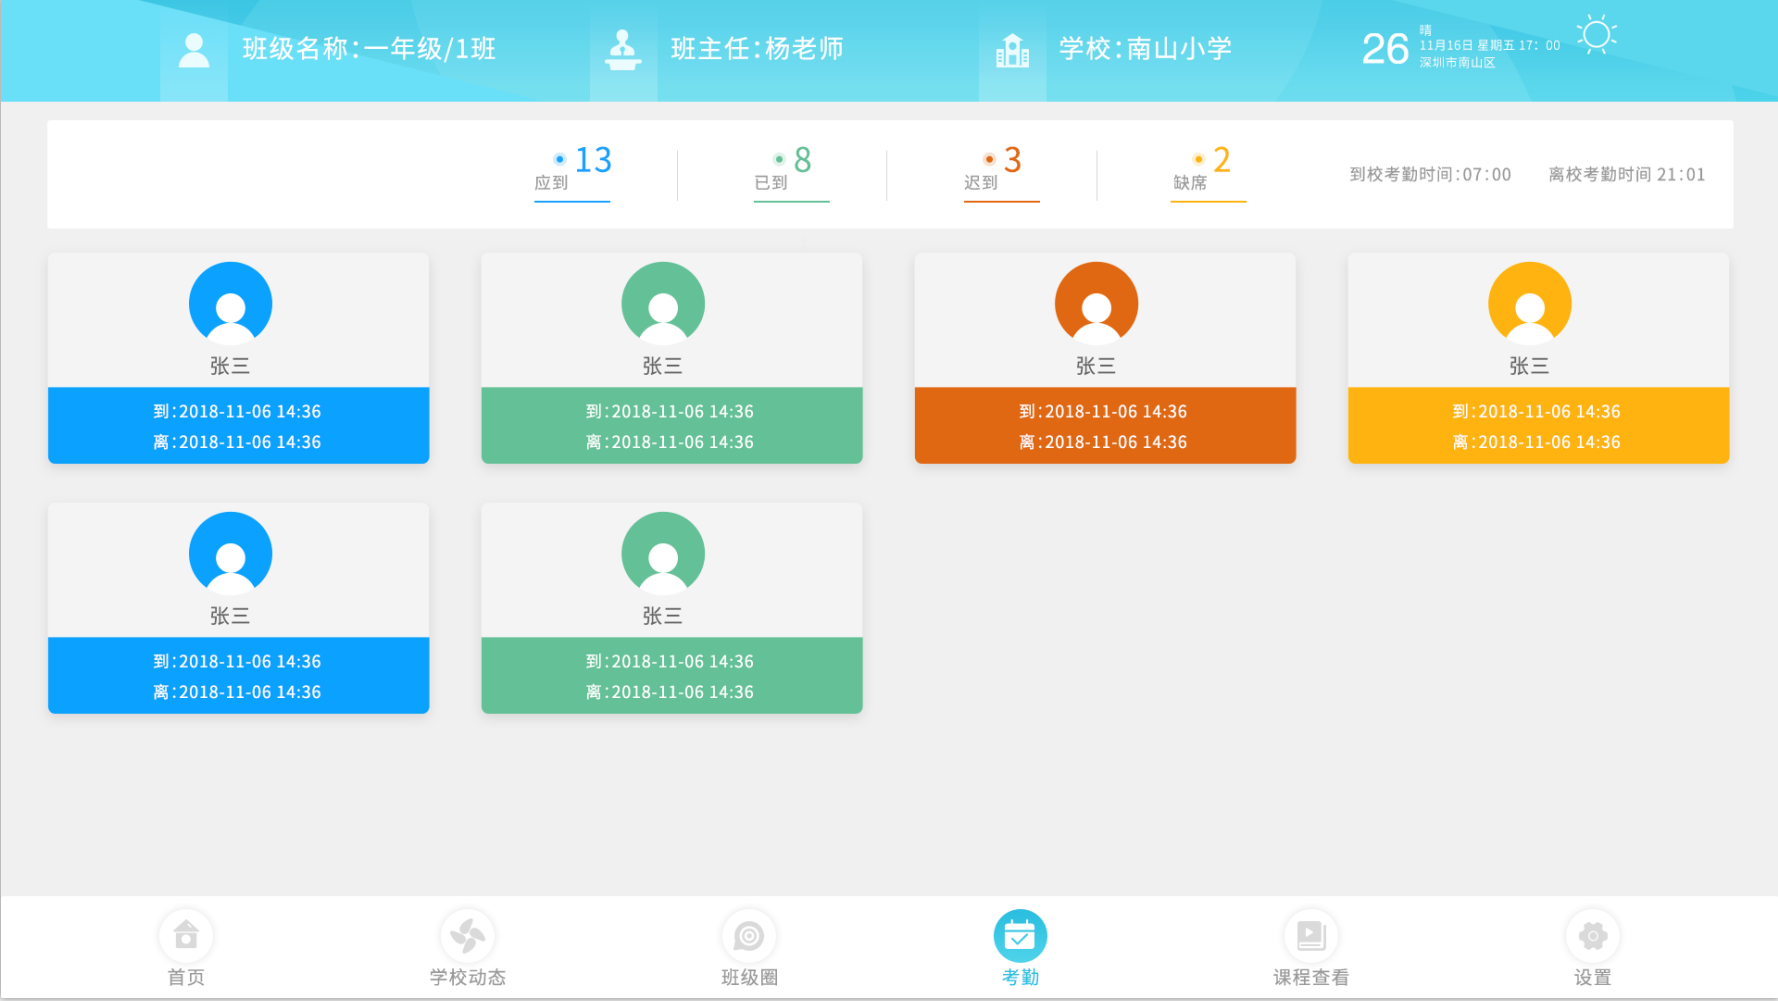 班级名称：一年级/1班
班主任：杨老师
学校：南山小学
26
晴
11月16日 星期五 17：00
深圳市南山区
13
应到
8
已到
3
迟到
2
缺席
到校考勤时间：07：00
离校考勤时间 21：01
张三
到：2018-11-06 14:36
离：2018-11-06 14:36
张三
到：2018-11-06 14:36
离：2018-11-06 14:36
张三
到：2018-11-06 14:36
离：2018-11-06 14:36
张三
到：2018-11-06 14:36
离：2018-11-06 14:36
张三
到：2018-11-06 14:36
离：2018-11-06 14:36
张三
到：2018-11-06 14:36
离：2018-11-06 14:36
首页
学校动态
班级圈
考勤
课程查看
设置